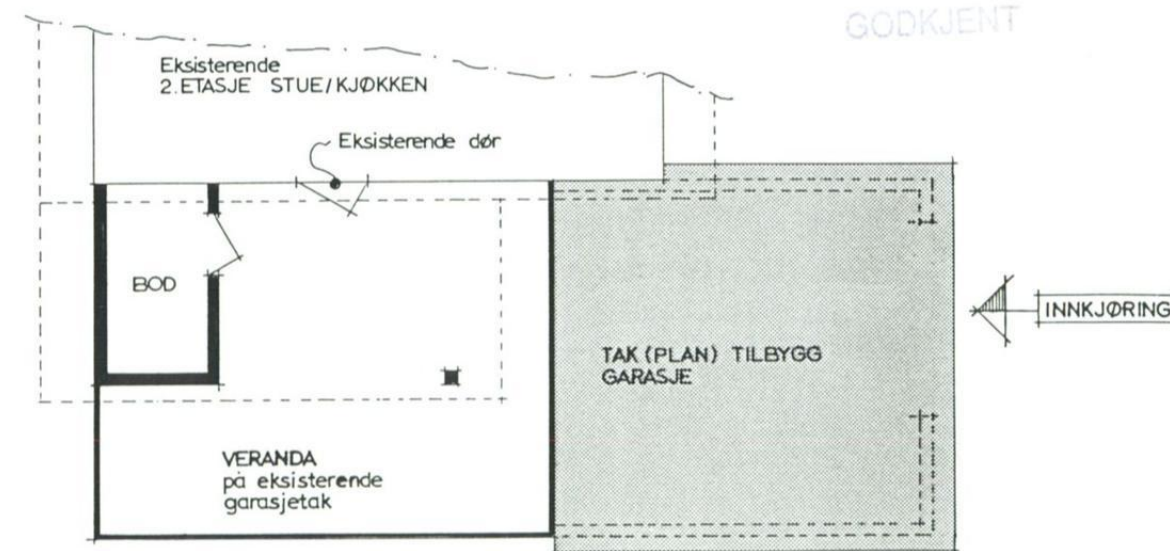 GODKJENT
Eksisterende
2.ETASJE STUE/KJØKKEN
Eksisterende dør
BOD
INNKJØRING
TAK (PLAN) TILBYGG
GARASJE
VERANDA
på eksisterende
garasjetak